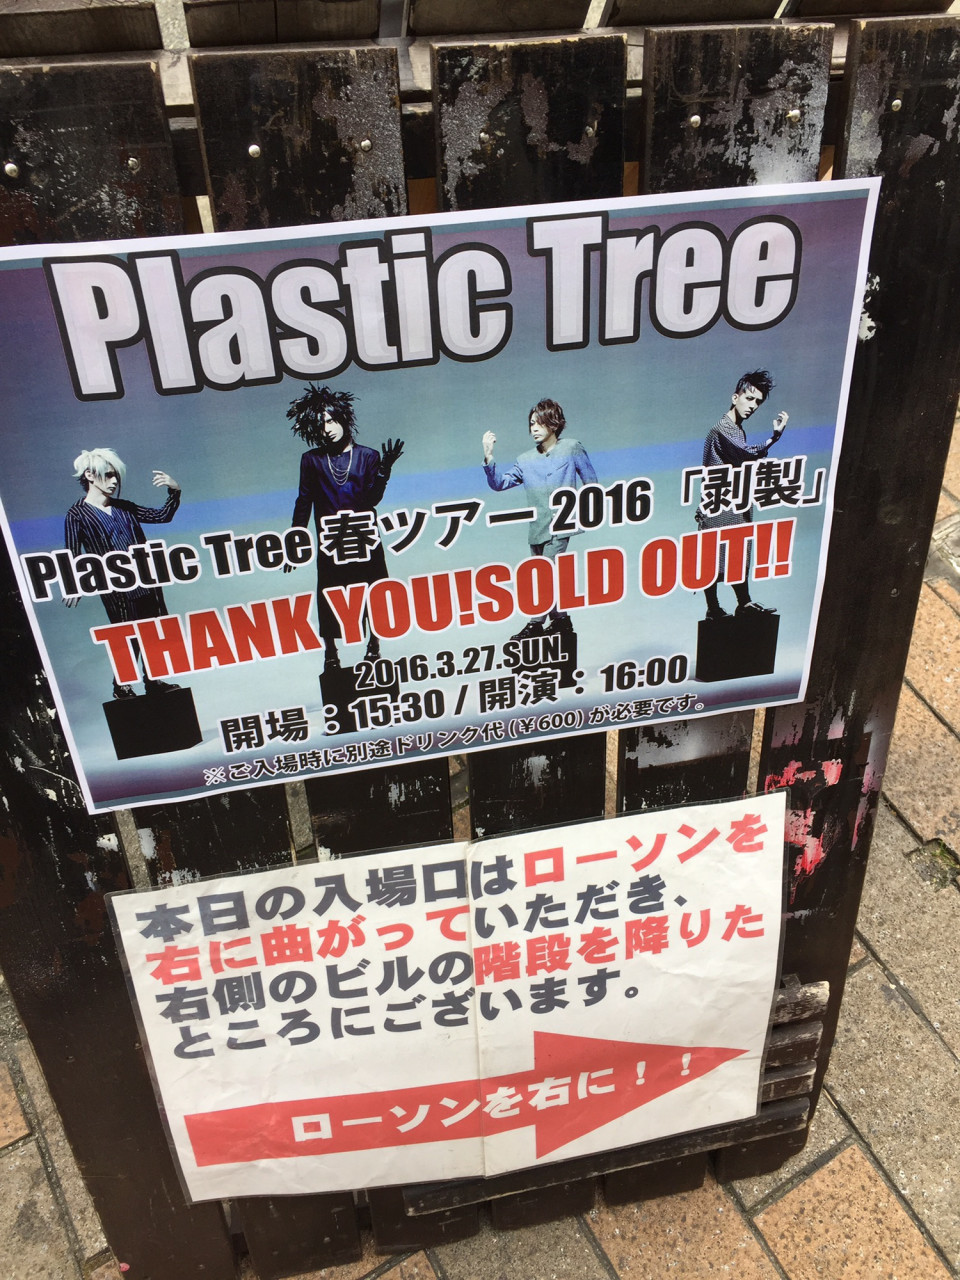 Plastic Tree
Plastic Tree 春ツアー 2016 「剥製」
THANK YOU!SOLD OUT!!
2016.3.27.SUN.
開場：15:30 / 開演：16:00
※ご入場時に別途ドリンク代 (￥600) が必要です。
本日の入場口はローソンを
右に曲がっていただき、
右側のビルの階段を降りた
ところにございます。
ローソンを右に！！